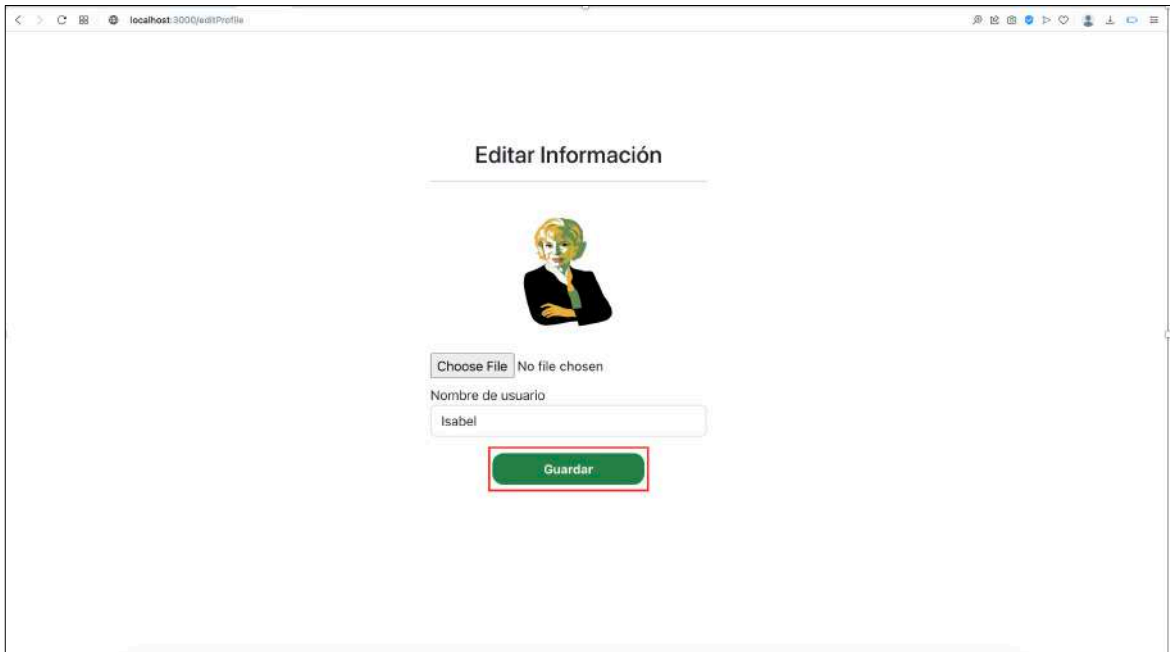 localhost:3000/editProfile
Editar Información
Choose File No file chosen
Nombre de usuario
Isabel
Guardar